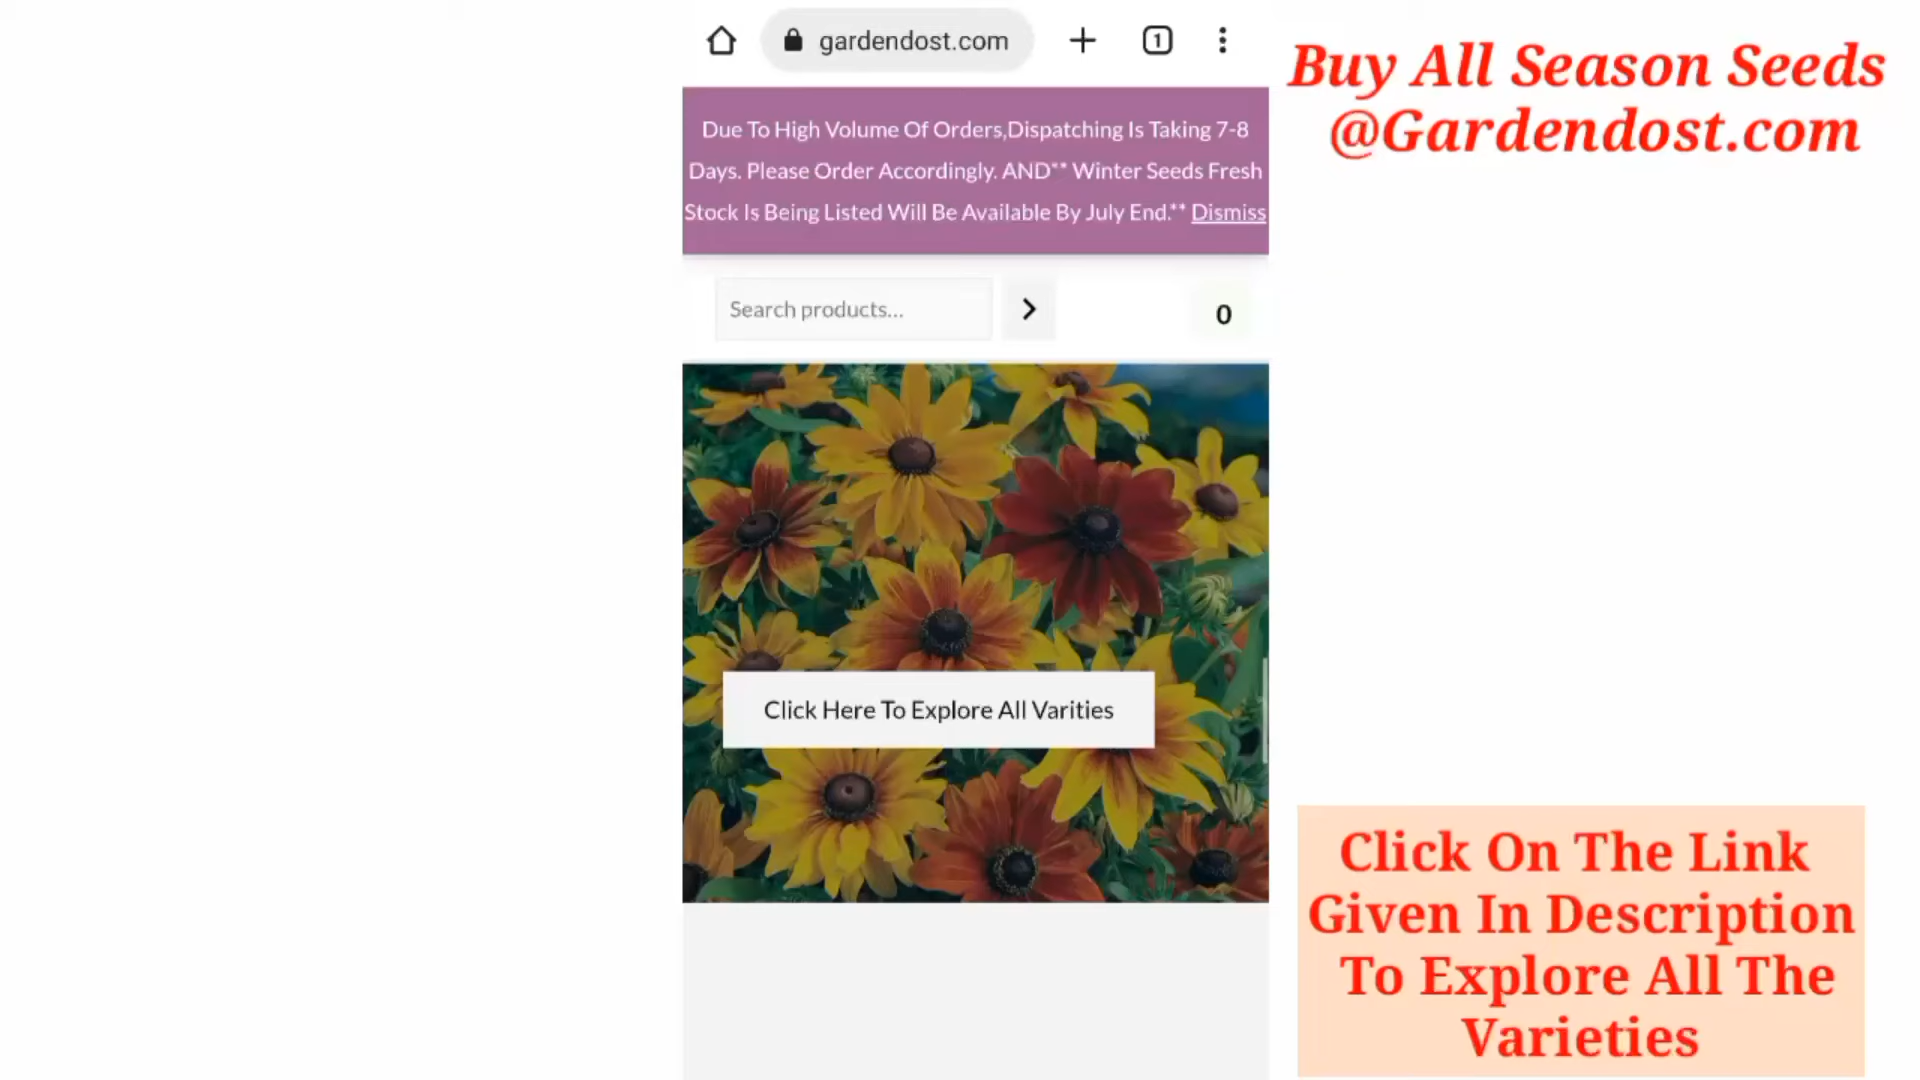 gardendost.com
1
Buy All Season Seeds
@Gardendost.com
Due To High Volume Of Orders,Dispatching Is Taking 7-8
Days. Please Order Accordingly. AND** Winter Seeds Fresh
Stock Is Being Listed Will Be Available By July End.** Dismiss
Search products...
0
Click Here To Explore All Varities
Click On The Link
Given In Description
To Explore All The
Varieties